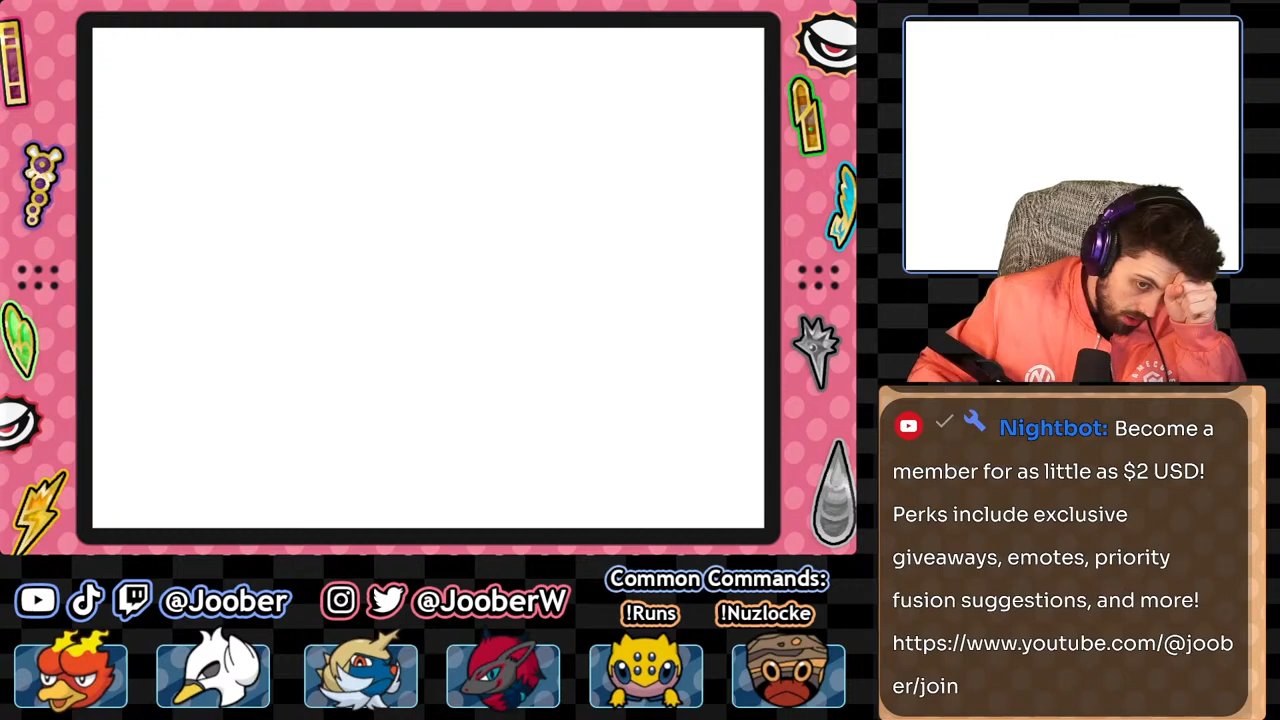 Nightbot: Become a
member for as little as $2 USD!
Perks include exclusive
giveaways, emotes, priority
fusion suggestions, and more!
https://www.youtube.com/@joob
er/join
@Joober @JooberW
Common Commands:
!Runs !Nuzlocke